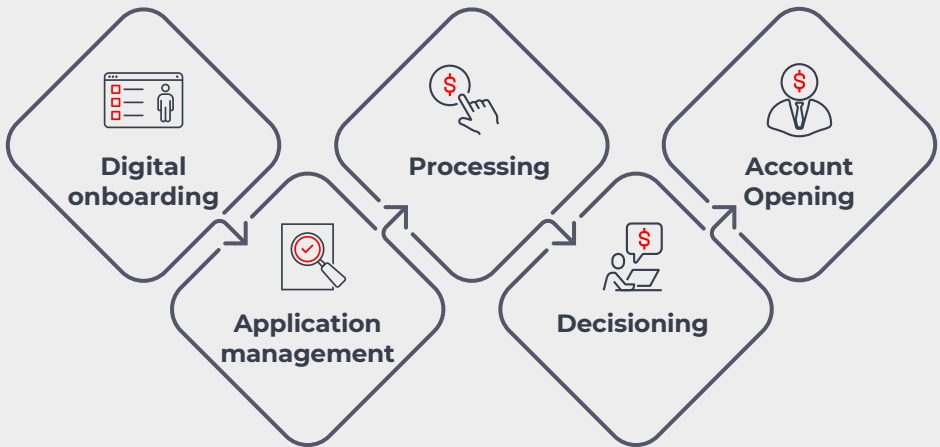 Digital
onboarding
Application
management
Processing
Decisioning
Account
Opening